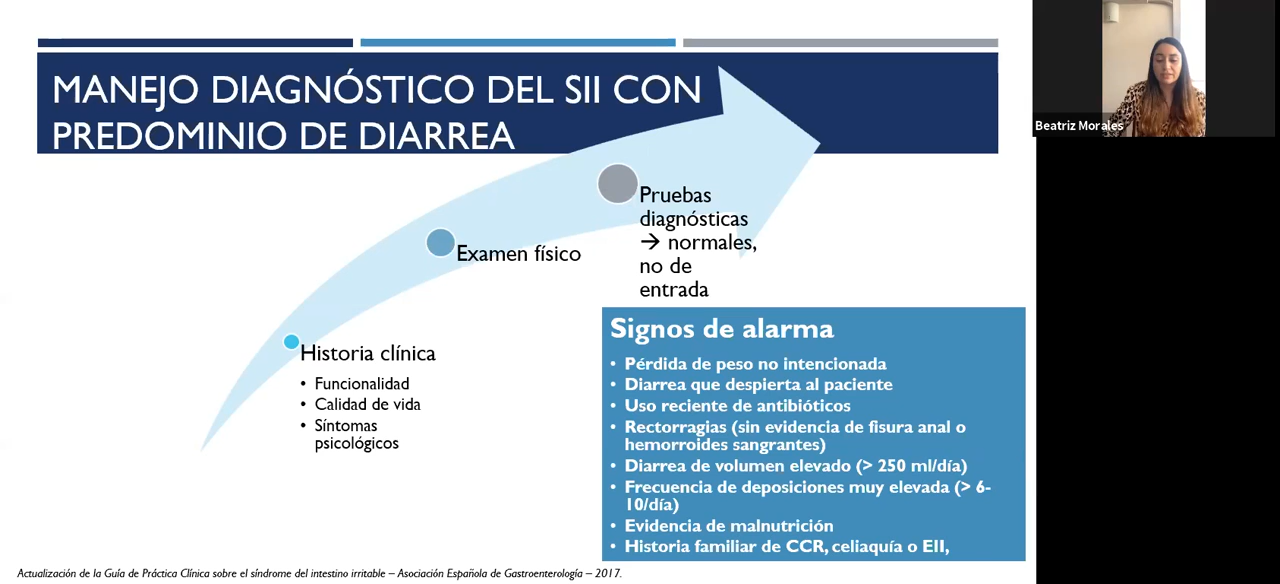 MANEJO DIAGNÓSTICO DEL SII CON
PREDOMINIO DE DIARREA
Beatriz Morales
Pruebas
diagnósticas
→ normales,
no de
entrada
Examen físico
Historia clínica
• Funcionalidad
• Calidad de vida
• Síntomas
psicológicos
Signos de alarma
• Pérdida de peso no intencionada
• Diarrea que despierta al paciente
• Uso reciente de antibióticos
• Rectorragias (sin evidencia de fisura anal o
hemorroides sangrantes)
• Diarrea de volumen elevado (> 250 ml/día)
• Frecuencia de deposiciones muy elevada (> 6-
10/día)
• Evidencia de malnutrición
• Historia familiar de CCR, celiaquía o EII,
Actualización de la Guía de Práctica Clínica sobre el síndrome del intestino irritable – Asociación Española de Gastroenterología – 2017.